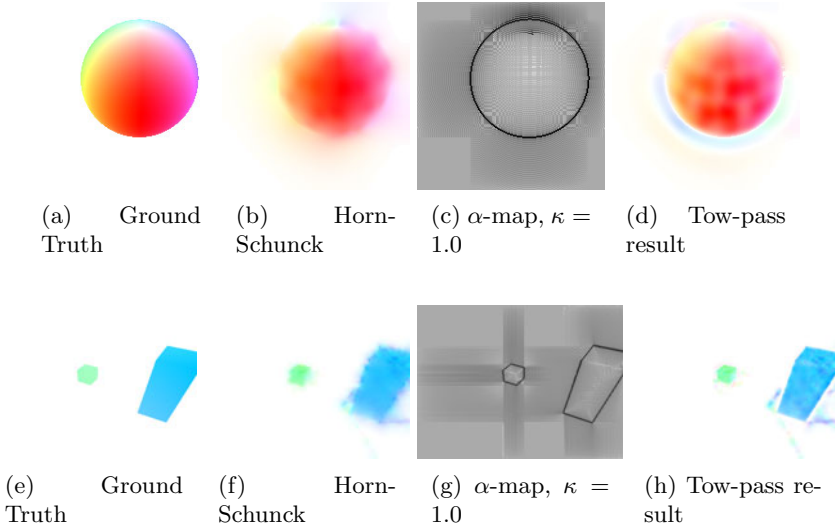 (a) Ground Truth
(b) Horn-Schunck
(c) α-map, κ = 1.0
(d) Tow-pass result
(e) Ground Truth
(f) Horn-Schunck
(g) α-map, κ = 1.0
(h) Tow-pass re-sult